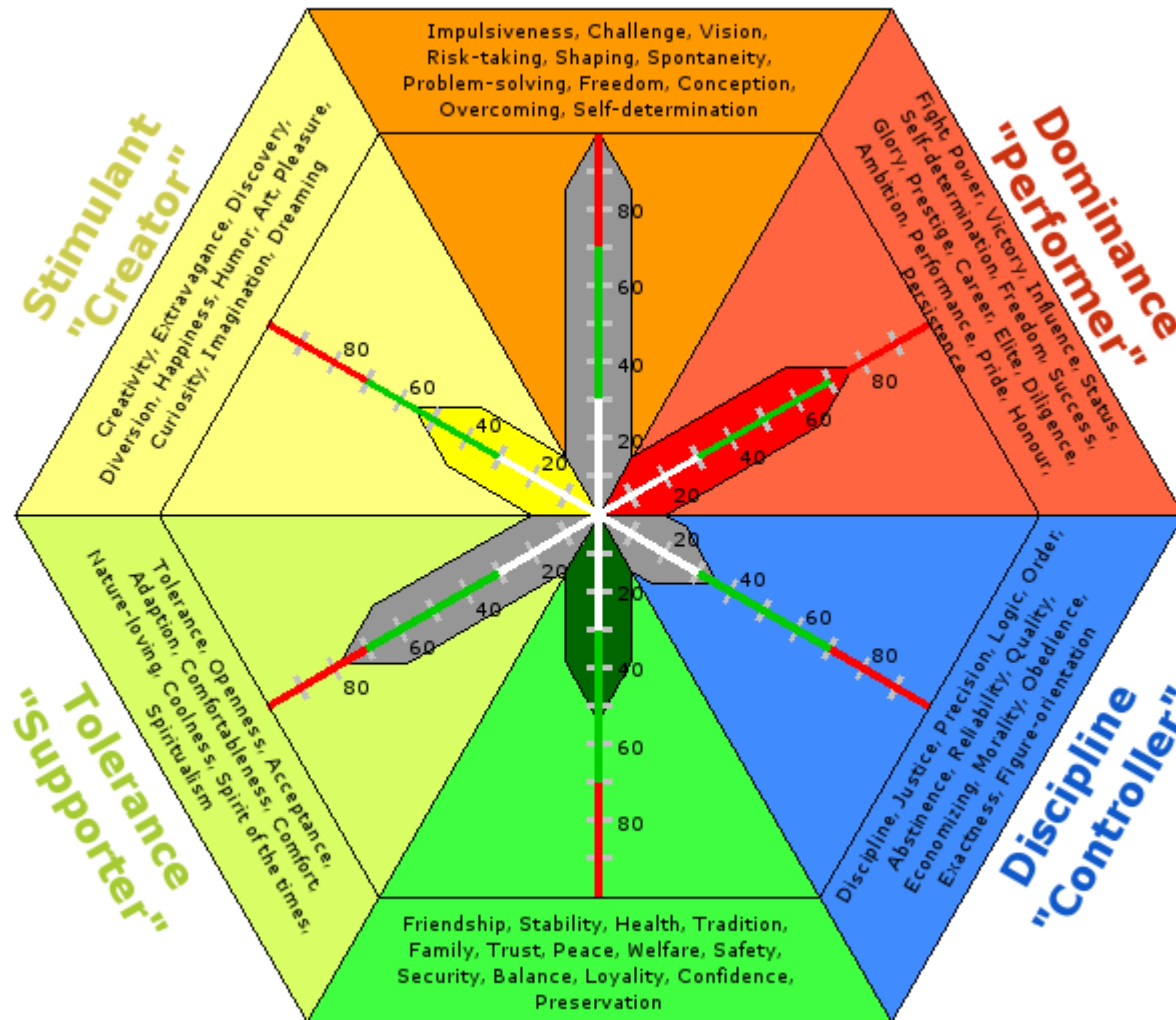 Impulsiveness, Challenge, Vision,
Risk-taking, Shaping, Spontaneity,
Problem-solving, Freedom, Conception,
Overcoming, Self-determination
Stimulant
"Creator"
Creativity, Extravagance, Discovery,
Diversion, Happiness, Humor, Art, Pleasure,
Curiosity, Imagination, Dreaming
Dominance
"Performer"
Fight, Power, Victory, Influence, Status,
Self-determination, Freedom, Success,
Glory, Prestige, Career, Elite, Diligence,
Ambition, Performance, Pride, Honour,
Persistence
80
60
40
20
80
60
40
20
80
60
40
20
20
40
60
80
20
40
60
80
20
40
60
80
Tolerance
"Supporter"
Tolerance, Openness, Acceptance,
Adaption, Comfortableness, Comfort,
Nature-loving, Coolness, Spirit of the times,
Spiritualism
Discipline
"Controller"
Discipline, Justice, Precision, Logic, Order,
Abstinence, Reliability, Quality,
Economizing, Morality, Obedience,
Exactness, Figure-orientation
Friendship, Stability, Health, Tradition,
Family, Trust, Peace, Welfare, Safety,
Security, Balance, Loyality, Confidence,
Preservation